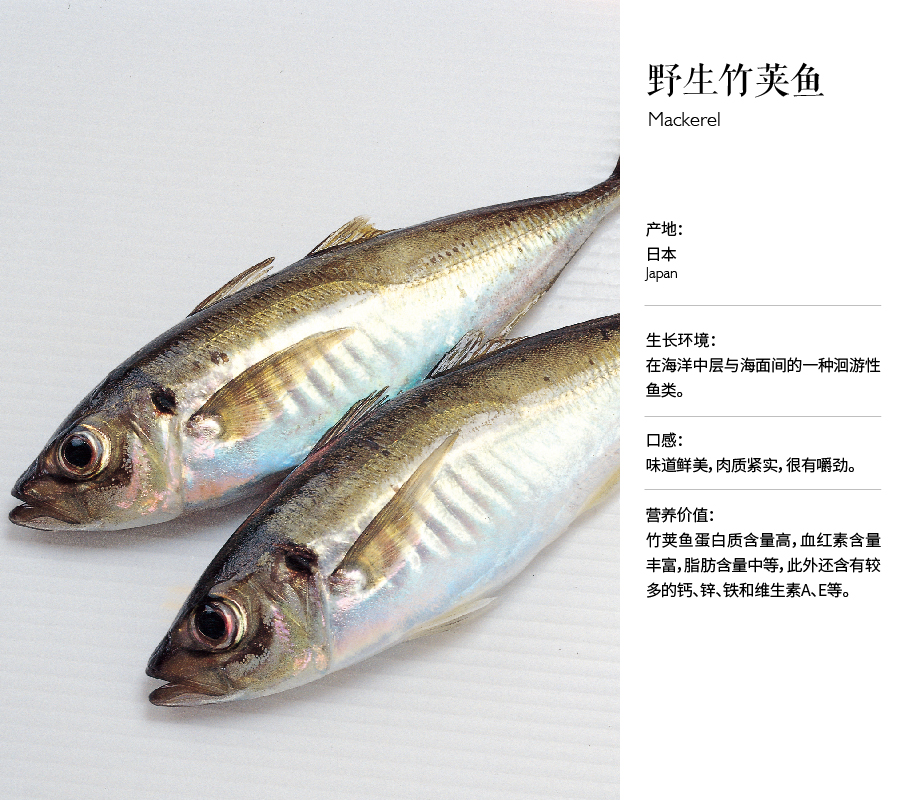 野生竹荚鱼
Mackerel
产地：
日本
Japan
生长环境：
在海洋中层与海面间的一种洄游性
鱼类。
口感：
味道鲜美，肉质紧实，很有嚼劲。
营养价值：
竹荚鱼蛋白质含量高，血红素含量
丰富，脂肪含量中等，此外还含有较
多的钙、锌、铁和维生素A、E等。